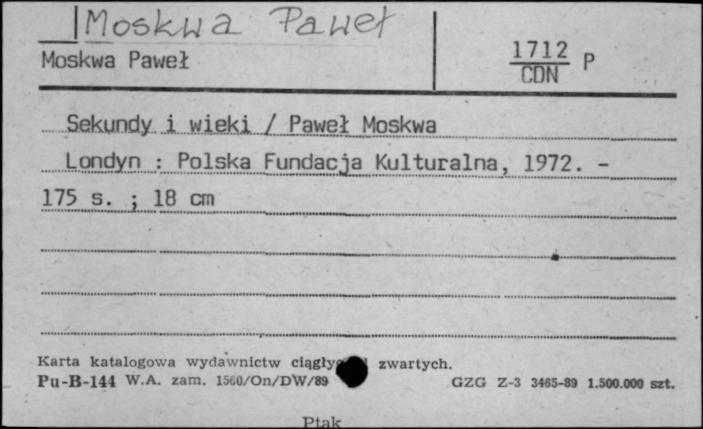 Moskwa Paweł
Moskwa Paweł
1712 P
CDN
Sekundy i wieki / Paweł Moskwa
Londyn : Polska Fundacja Kulturalna, 1972. -
175 s. ; 18 cm
Karta katalogowa wydawnictw zwartych.
Pu-B-144 W.A. zam. 1560/On/DW/89 GZG Z-3 3465-89 1.500.000 szt.
Ptak